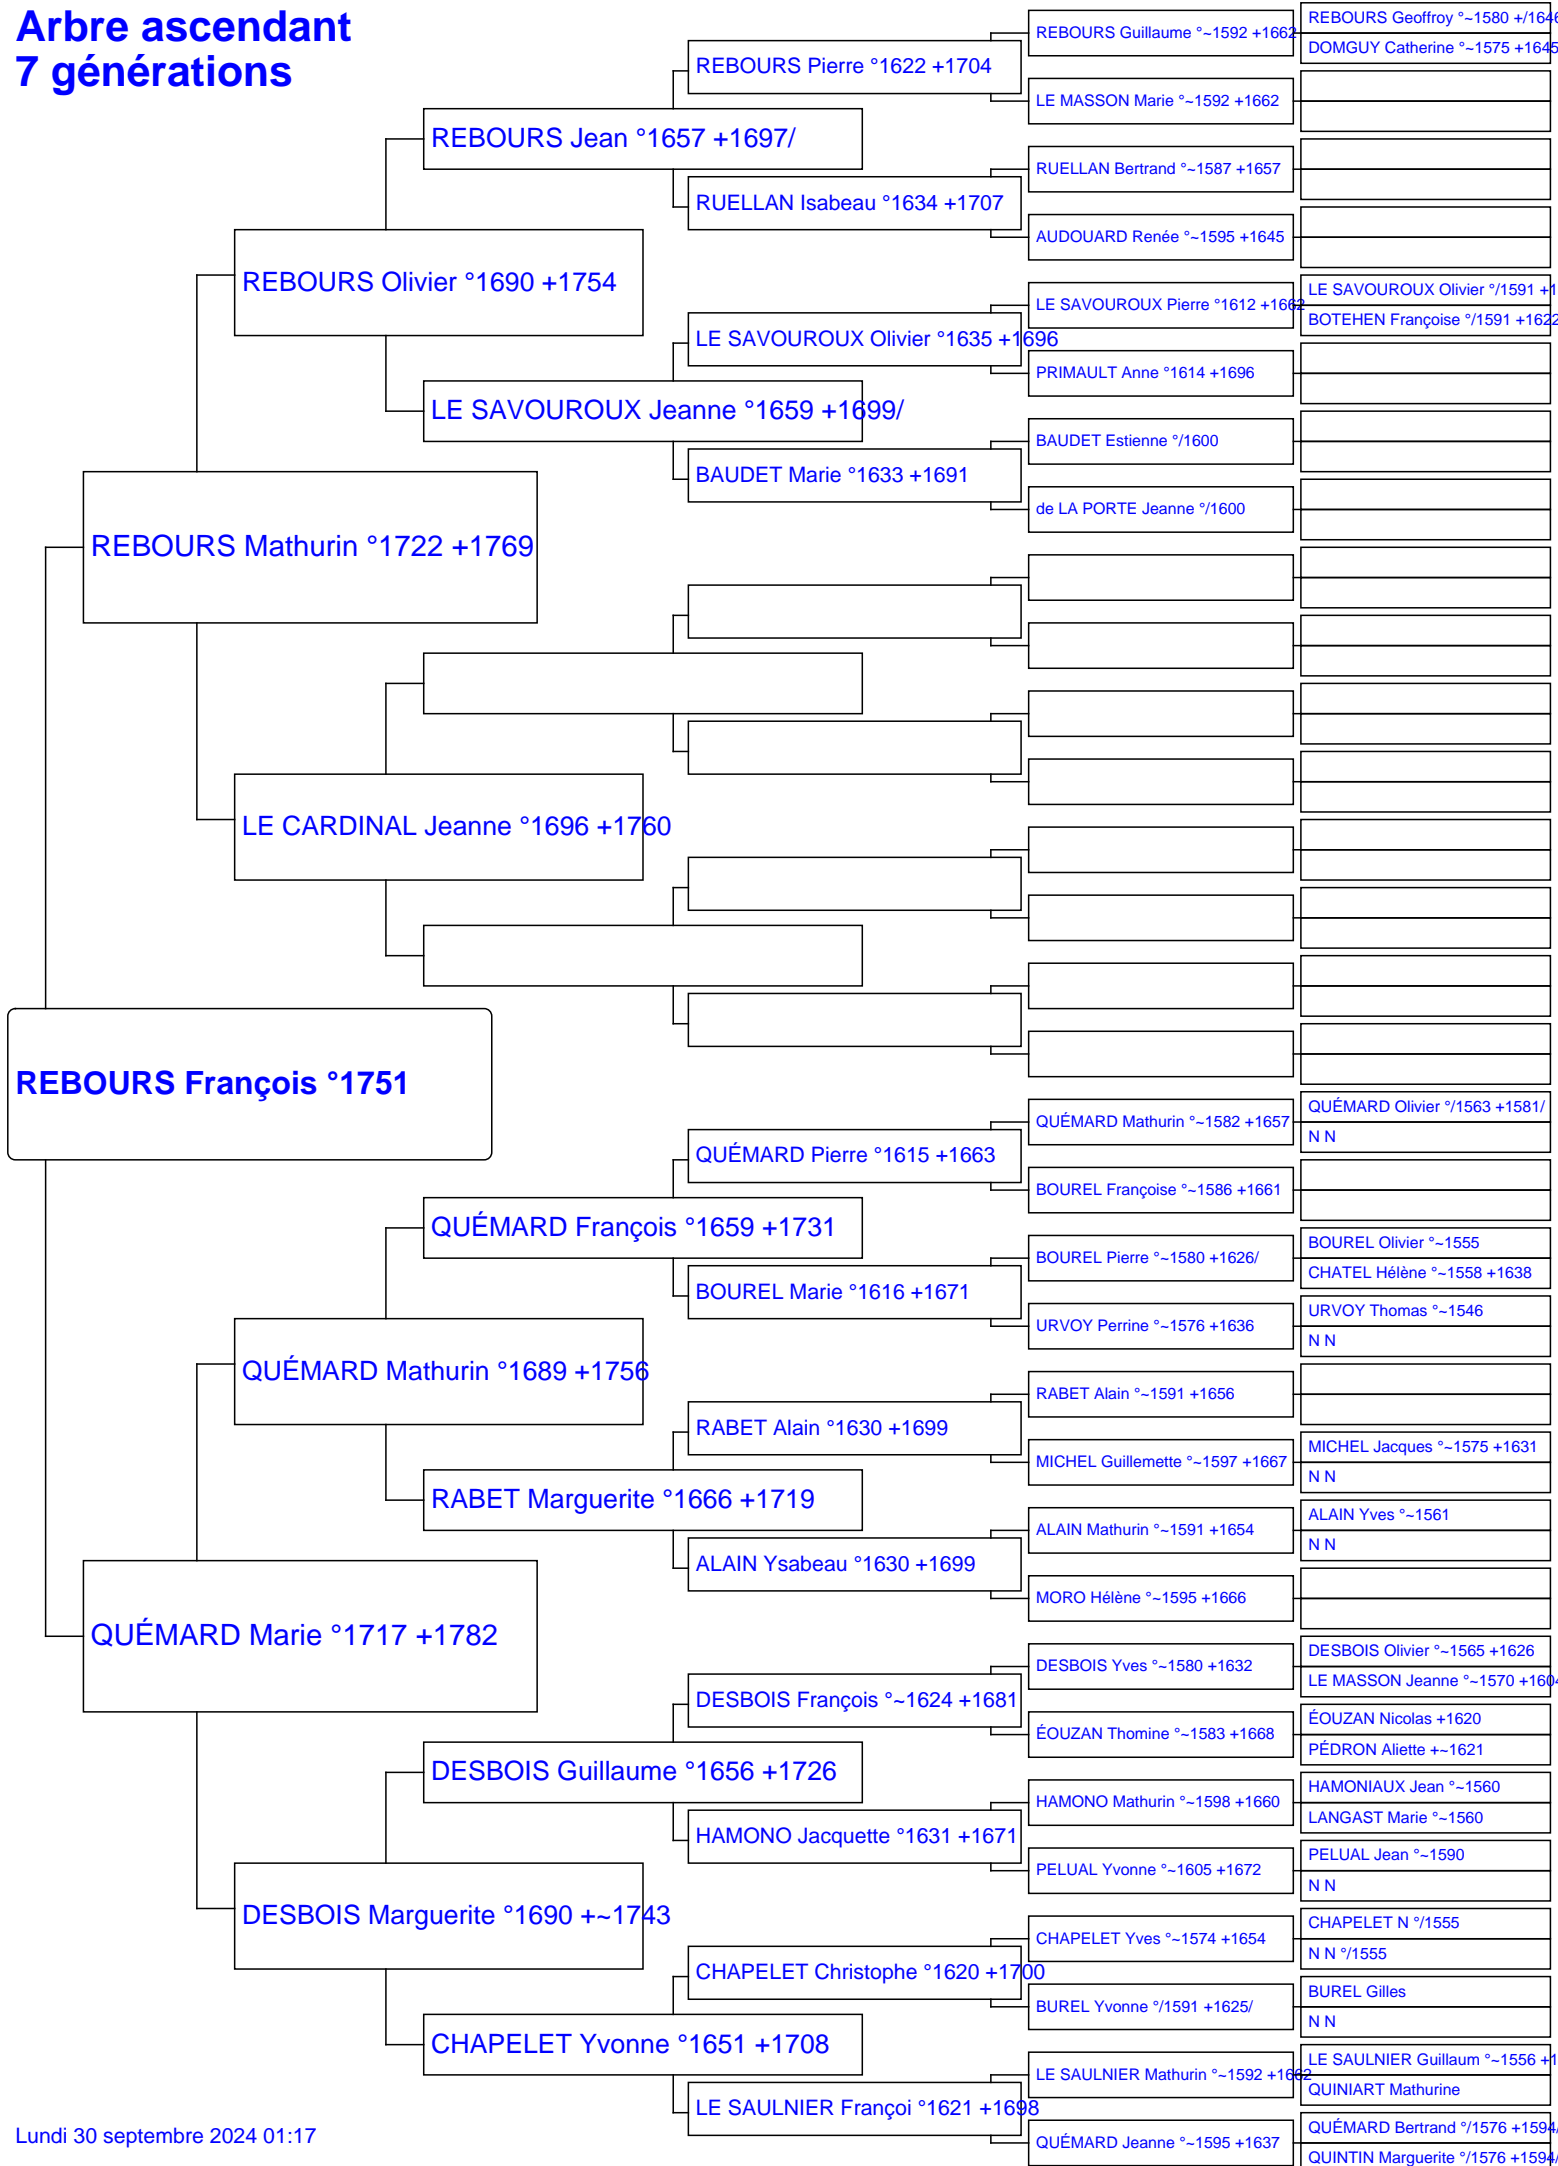 Arbre ascendant
7 générations
REBOURS François °1751
REBOURS Mathurin °1722 +1769
QUÉMARD Marie °1717 +1782
REBOURS Olivier °1690 +1754
LE CARDINAL Jeanne °1696 +1760
QUÉMARD Mathurin °1689 +1756
DESBOIS Marguerite °1690 +~1743
REBOURS Jean °1657 +1697/
LE SAVOUROUX Jeanne °1659 +1699/
QUÉMARD François °1659 +1731
RABET Marguerite °1666 +1719
DESBOIS Guillaume °1656 +1726
CHAPELET Yvonne °1651 +1708
REBOURS Pierre °1622 +1704
RUELLAN Isabeau °1634 +1707
LE SAVOUROUX Olivier °1635 +1696
BAUDET Marie °1633 +1691
QUÉMARD Pierre °1615 +1663
BOUREL Marie °1616 +1671
RABET Alain °1630 +1699
ALAIN Ysabeau °1630 +1699
DESBOIS François °~1624 +1681
HAMONO Jacquette °1631 +1671
CHAPELET Christophe °1620 +1700
LE SAULNIER Françoi °1621 +1698
REBOURS Guillaume °~1592 +1662
LE MASSON Marie °~1592 +1662
RUELLAN Bertrand °~1587 +1657
AUDOUARD Renée °~1595 +1645
LE SAVOUROUX Pierre °1612 +1662
PRIMAULT Anne °1614 +1696
BAUDET Estienne °/1600
de LA PORTE Jeanne °/1600
QUÉMARD Mathurin °~1582 +1657
BOUREL Françoise °~1586 +1661
BOUREL Pierre °~1580 +1626/
URVOY Perrine °~1576 +1636
RABET Alain °~1591 +1656
MICHEL Guillemette °~1597 +1667
ALAIN Mathurin °~1591 +1654
MORO Hélène °~1595 +1666
DESBOIS Yves °~1580 +1632
ÉOUZAN Thomine °~1583 +1668
HAMONO Mathurin °~1598 +1660
PELUAL Yvonne °~1605 +1672
CHAPELET Yves °~1574 +1654
BUREL Yvonne °/1591 +1625/
LE SAULNIER Mathurin °~1592 +1662
QUÉMARD Jeanne °~1595 +1637
REBOURS Geoffroy °~1580 +/1646
DOMGUY Catherine °~1575 +1645
LE SAVOUROUX Olivier °/1591 +1
BOTEHEN Françoise °/1591 +1622
QUÉMARD Olivier °/1563 +1581/
N N
BOUREL Olivier °~1555
CHATEL Hélène °~1558 +1638
URVOY Thomas °~1546
N N
MICHEL Jacques °~1575 +1631
N N
ALAIN Yves °~1561
N N
DESBOIS Olivier °~1565 +1626
LE MASSON Jeanne °~1570 +1604
ÉOUZAN Nicolas +1620
PÉDRON Aliette +~1621
HAMONIAUX Jean °~1560
LANGAST Marie °~1560
PELUAL Jean °~1590
N N
CHAPELET N °/1555
N N °/1555
BUREL Gilles
N N
LE SAULNIER Guillaum °~1556 +1
QUINIART Mathurine
QUÉMARD Bertrand °/1576 +1594/
QUINTIN Marguerite °/1576 +1594/
Lundi 30 septembre 2024 01:17